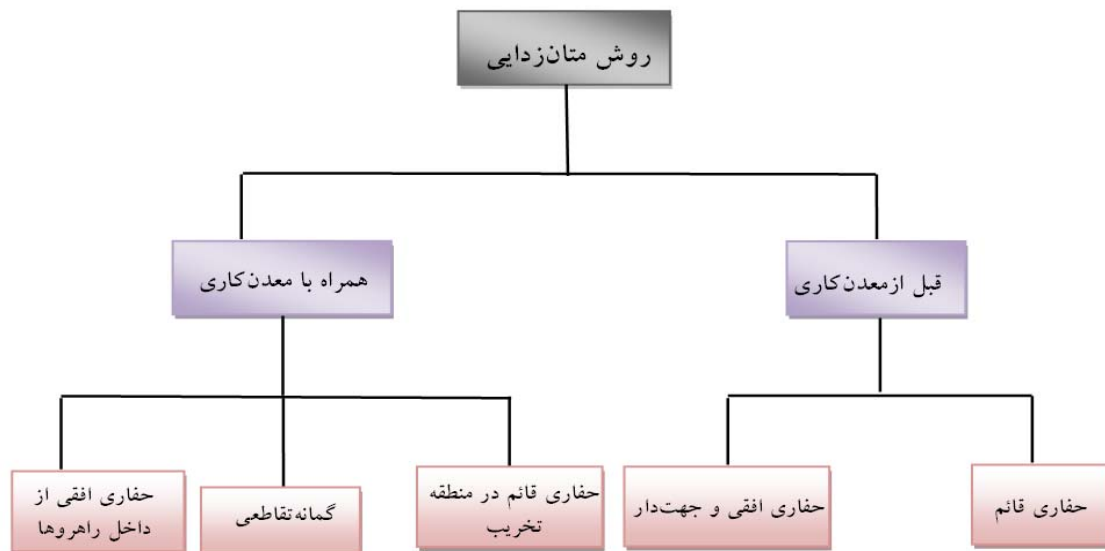 روش متان‌زدایی
قبل ازمعدن‌کاری
همراه با معدن‌کاری
حفاری قائم
حفاری افقی و جهت‌دار
حفاری قائم در منطقه
تخریب
گمانه‌تقاطعی
حفاری افقی از
داخل راهروها